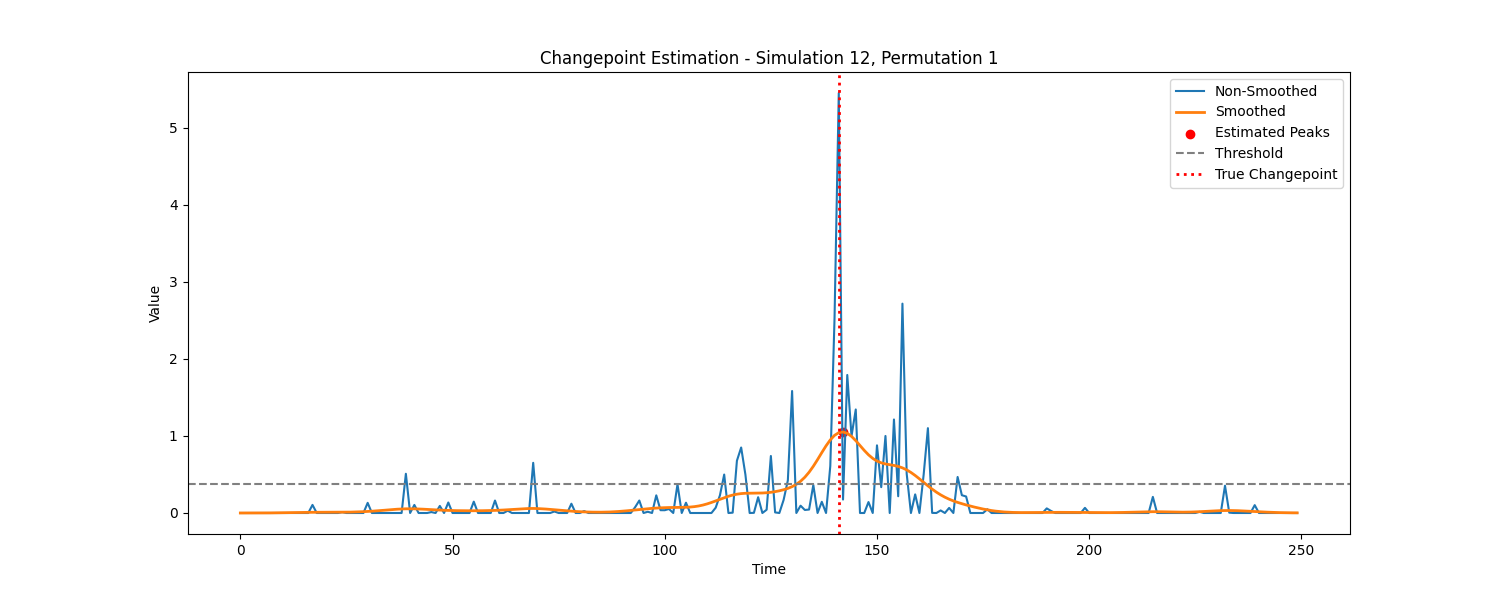 Changepoint Estimation - Simulation 12, Permutation 1
Non-Smoothed
Smoothed
Estimated Peaks
Threshold
True Changepoint
Value
5
4
3
2
1
0
0
50
100
150
200
250
Time